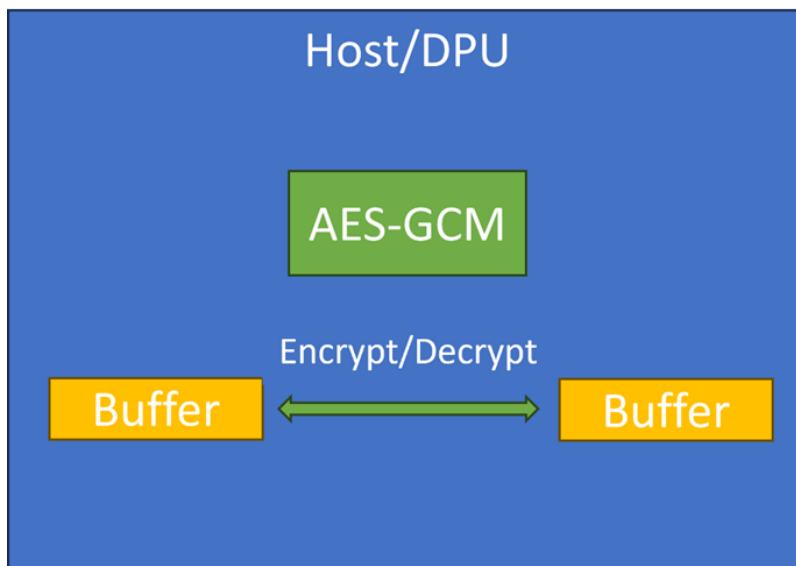 Host/DPU
AES-GCM
Encrypt/Decrypt
Buffer
Buffer